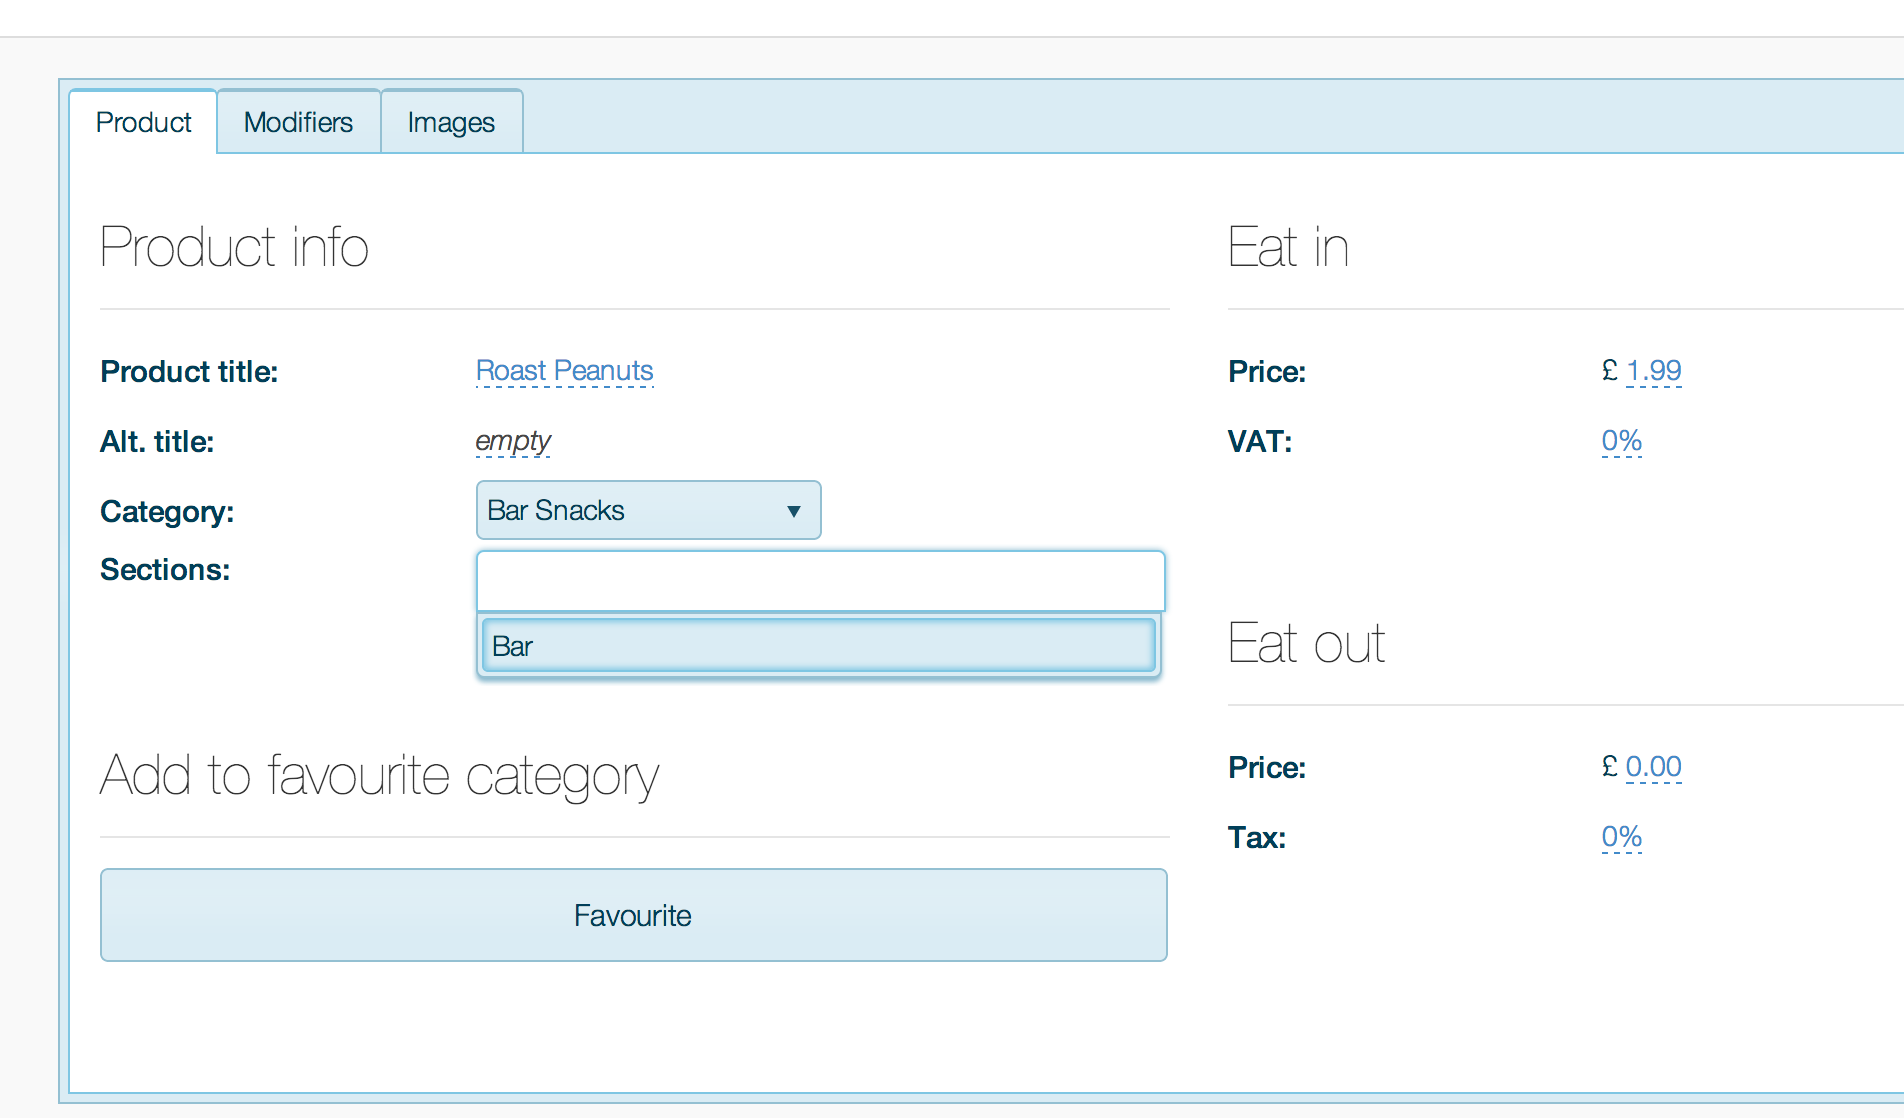 Product Modifiers Images
Product info
Product title: Roast Peanuts
Alt. title: empty
Category: Bar Snacks
Sections:
Bar
Add to favourite category
Favourite
Eat in
Price: £ 1.99
VAT: 0%
Eat out
Price: £ 0.00
Tax: 0%